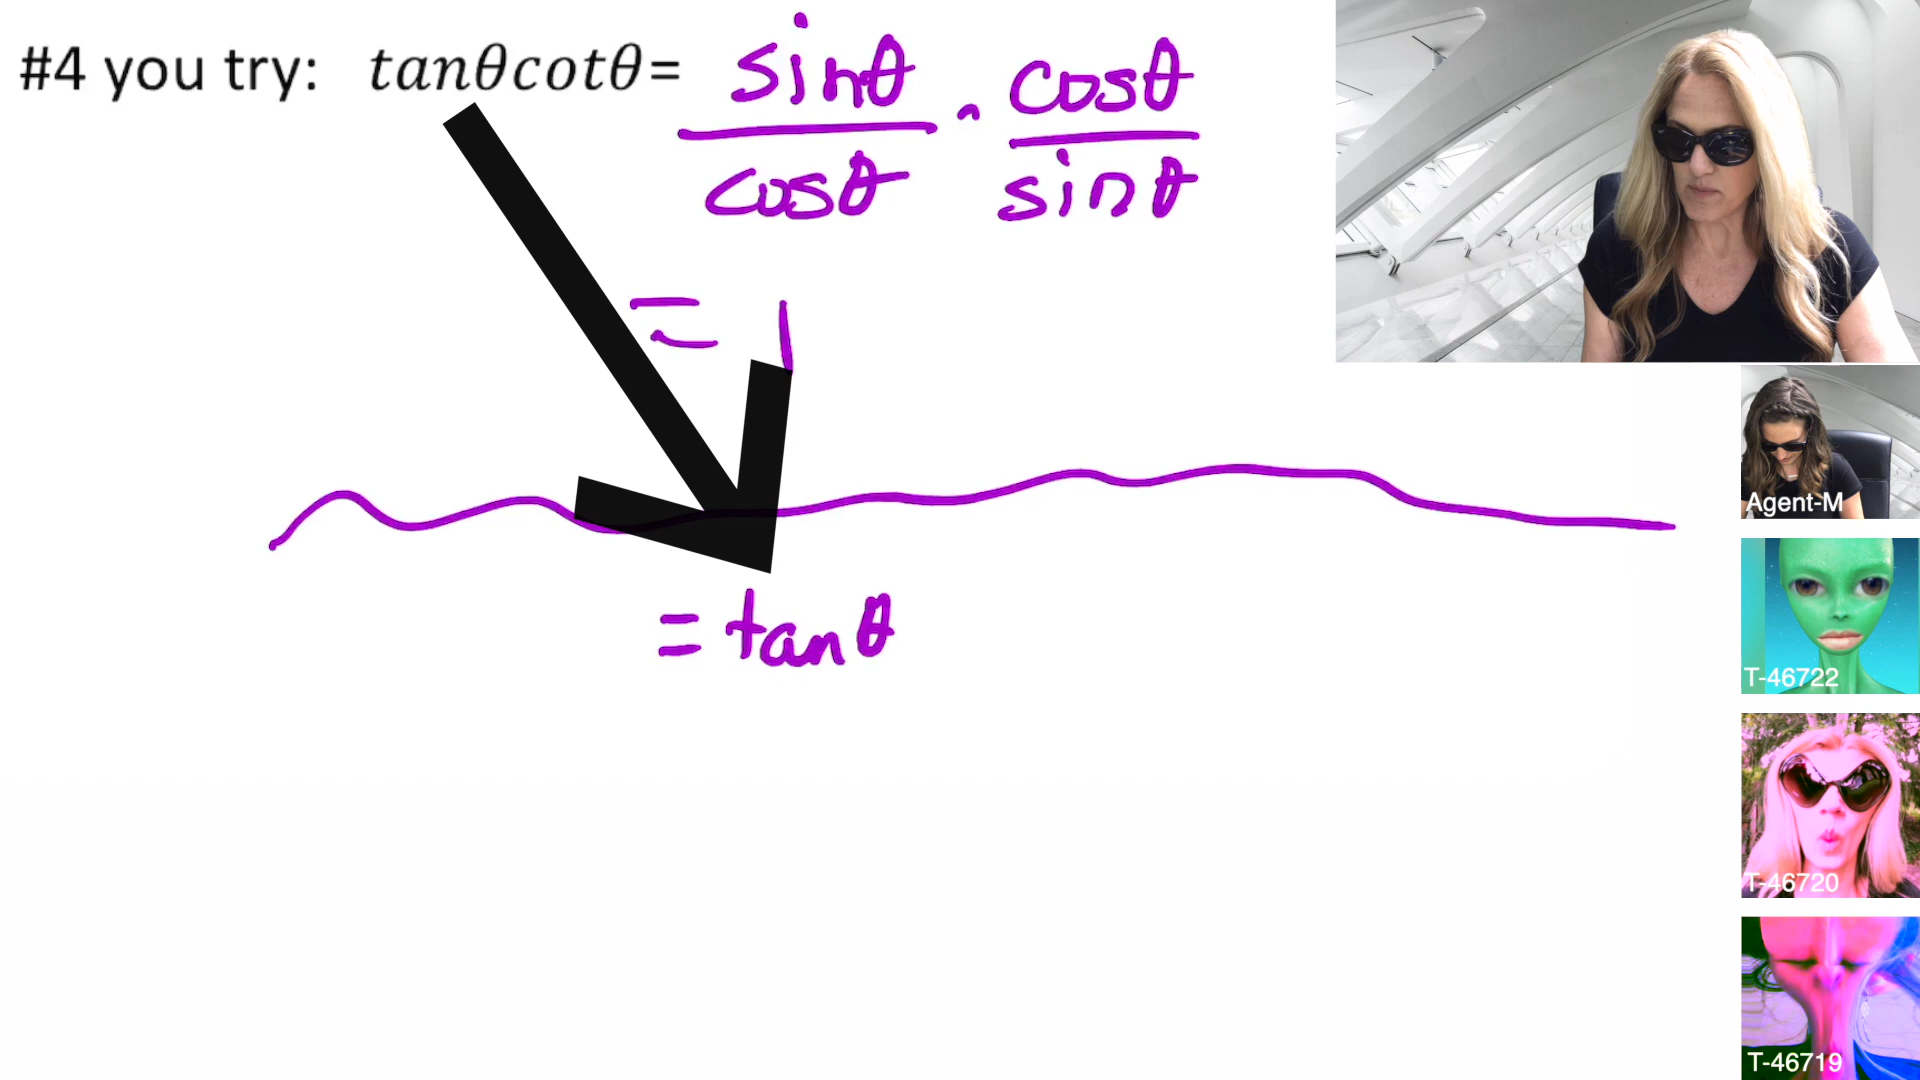 #4 you try: tanθcotθ= sinθ/cosθ · cosθ/sinθ
= 1
= tanθ
Agent-M
T-46722
T-46720
T-46719